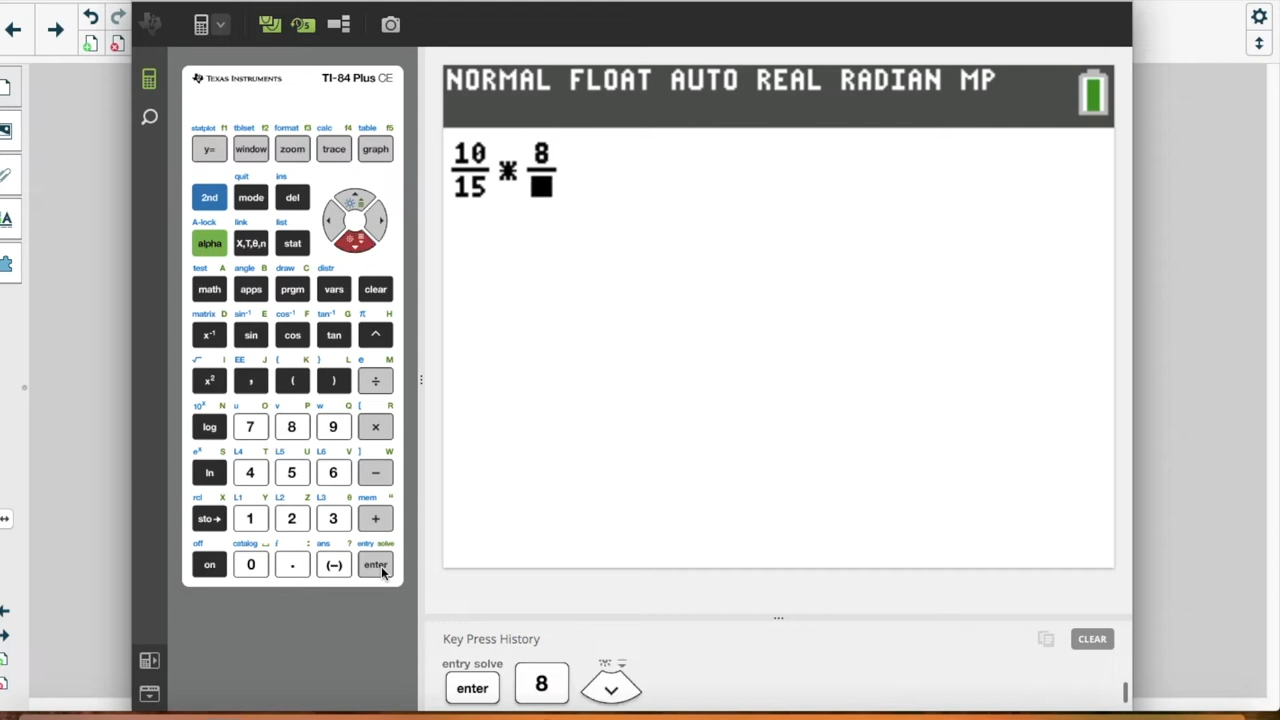 TEXAS INSTRUMENTS TI-84 Plus CE
NORMAL FLOAT AUTO REAL RADIAN MP
10/15 * 8/
statplot f1 tblset f2 format f3 calc f4 table f5
y= window zoom trace graph
quit ins
2nd mode del
A-lock link list
alpha X,T,θ,n stat
test A angle B draw C distr
math apps prgm vars clear
matrix D sin⁻¹ E cos⁻¹ F tan⁻¹ G π H
x⁻¹ sin cos tan ^
√ I EE J { K } L e M
x² , ( ) ÷
10ˣ N u O v P w Q [ R
log 7 8 9 ×
eˣ S L4 T L5 U L6 V ] W
ln 4 5 6 −
rcl X L1 Y L2 Z L3 θ mem "
sto→ 1 2 3 +
off catalog ⎵ i : ans ? entry solve
on 0 . (−) enter
Key Press History
CLEAR
entry solve
enter 8